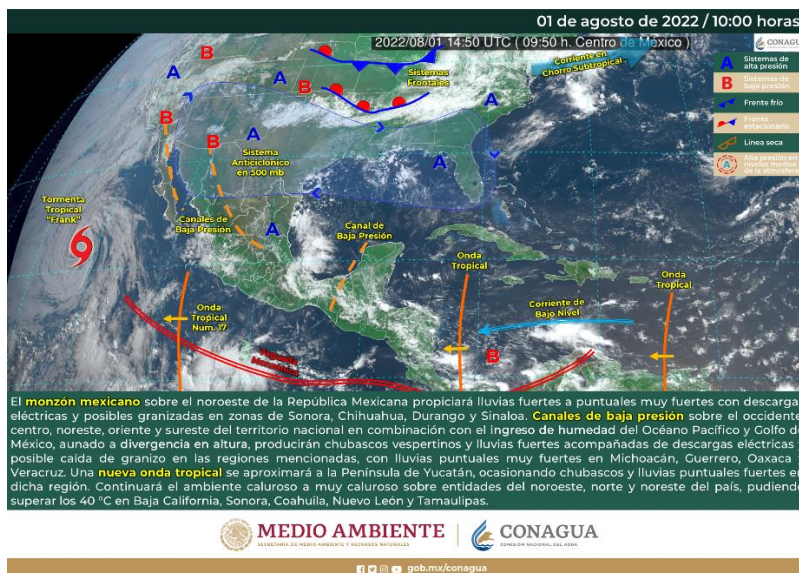 01 de agosto de 2022 / 10:00 horas
2022/08/01 14:50 UTC ( 09:50 h. Centro de México )
CONAGUA
A Sistemas de
alta presión
B Sistemas de
baja presión
Frente frío
Frente
estacionario
Línea seca
A Alta presión en
niveles medios
de la atmósfera
Corriente en
Chorro Subtropical
Sistemas
Frontales
B
A
B
A
A
B
B
A
Sistema
Anticiclónico
en 500 mb
A
Tormenta
Tropical
"Frank"
Canales de
Baja Presión
A
Canal de
Baja Presión
Onda
Tropical
Onda
Tropical
Onda
Tropical
Num. 17
Corriente de
Bajo Nivel
B
El monzón mexicano sobre el noroeste de la República Mexicana propiciará lluvias fuertes a puntuales muy fuertes con descarga
eléctricas y posibles granizadas en zonas de Sonora, Chihuahua, Durango y Sinaloa. Canales de baja presión sobre el occidente
centro, noreste, oriente y sureste del territorio nacional en combinación con el ingreso de humedad del Océano Pacífico y Golfo de
México, aunado a divergencia en altura, producirán chubascos vespertinos y lluvias fuertes acompañadas de descargas eléctricas
posible caída de granizo en las regiones mencionadas, con lluvias puntuales muy fuertes en Michoacán, Guerrero, Oaxaca
Veracruz. Una nueva onda tropical se aproximará a la Península de Yucatán, ocasionando chubascos y lluvias puntuales fuertes en
dicha región. Continuará el ambiente caluroso a muy caluroso sobre entidades del noroeste, norte y noreste del país, pudiendo
superar los 40 °C en Baja California, Sonora, Coahuila, Nuevo León y Tamaulipas.
MEDIO AMBIENTE
SECRETARÍA DE MEDIO AMBIENTE Y RECURSOS NATURALES
CONAGUA
COMISIÓN NACIONAL DEL AGUA
gob.mx/conagua